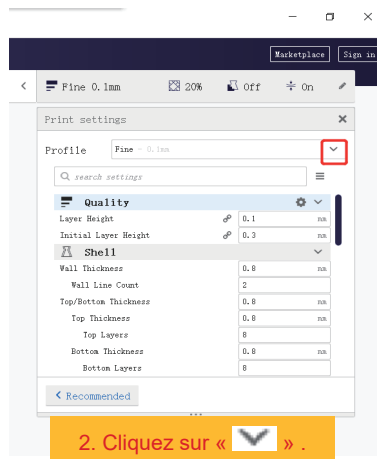 Marketplace Sign in
Fine 0.1mm 20% Off On
Print settings
Profile Fine - 0.1mm
search settings
Quality
Layer Height 0.1 mm
Initial Layer Height 0.3 mm
Shell
Wall Thickness 0.8 mm
Wall Line Count 2
Top/Bottom Thickness 0.8 mm
Top Thickness 0.8 mm
Top Layers 8
Bottom Thickness 0.8 mm
Bottom Layers 8
Recommended
2. Cliquez sur « » .